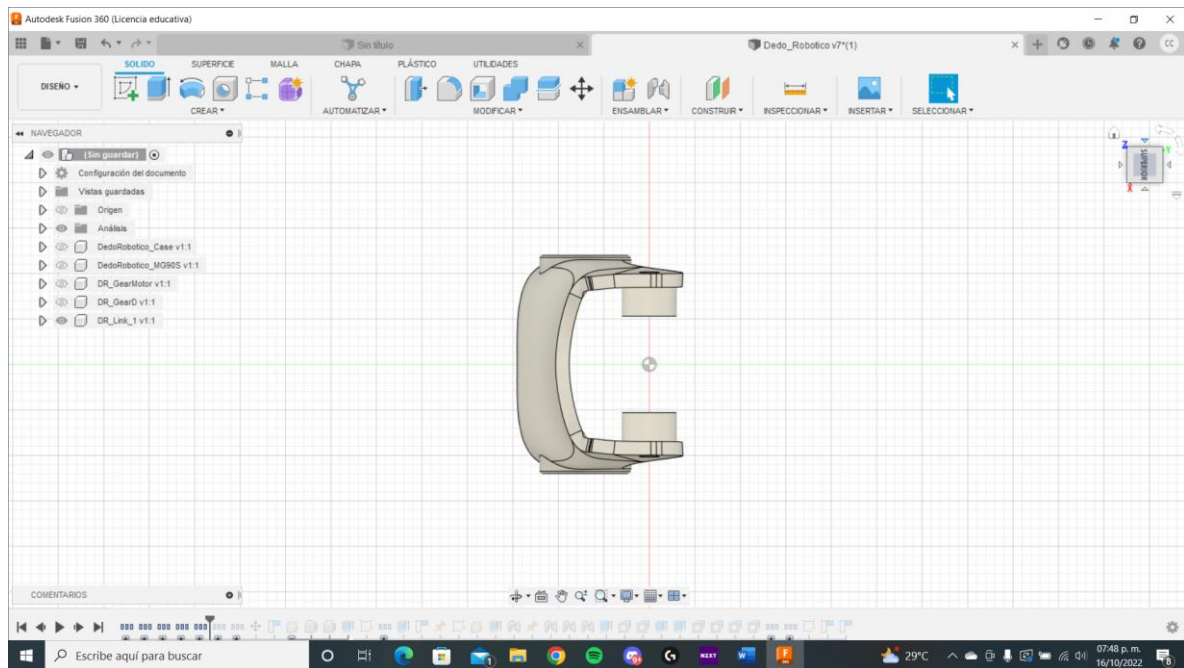 Autodesk Fusion 360 (Licencia educativa)
Sin título
Dedo_Robotico v7*(1)
CC
DISEÑO
SOLIDO SUPERFICIE MALLA CHAPA PLÁSTICO UTILIDADES
CREAR AUTOMATIZAR MODIFICAR ENSAMBLAR CONSTRUIR INSPECCIONAR INSERTAR SELECCIONAR
NAVEGADOR
(Sin guardar)
Configuración del documento
Vistas guardadas
Origen
Análisis
DedoRobotico_Case v1:1
DedoRobotico_MG90S v1:1
DR_GearMotor v1:1
DR_GearD v1:1
DR_Link_1 v1:1
Z
Y
SUPERIOR
X
COMENTARIOS
Escribe aquí para buscar
NZXT
29°C
07:48 p. m.
16/10/2022